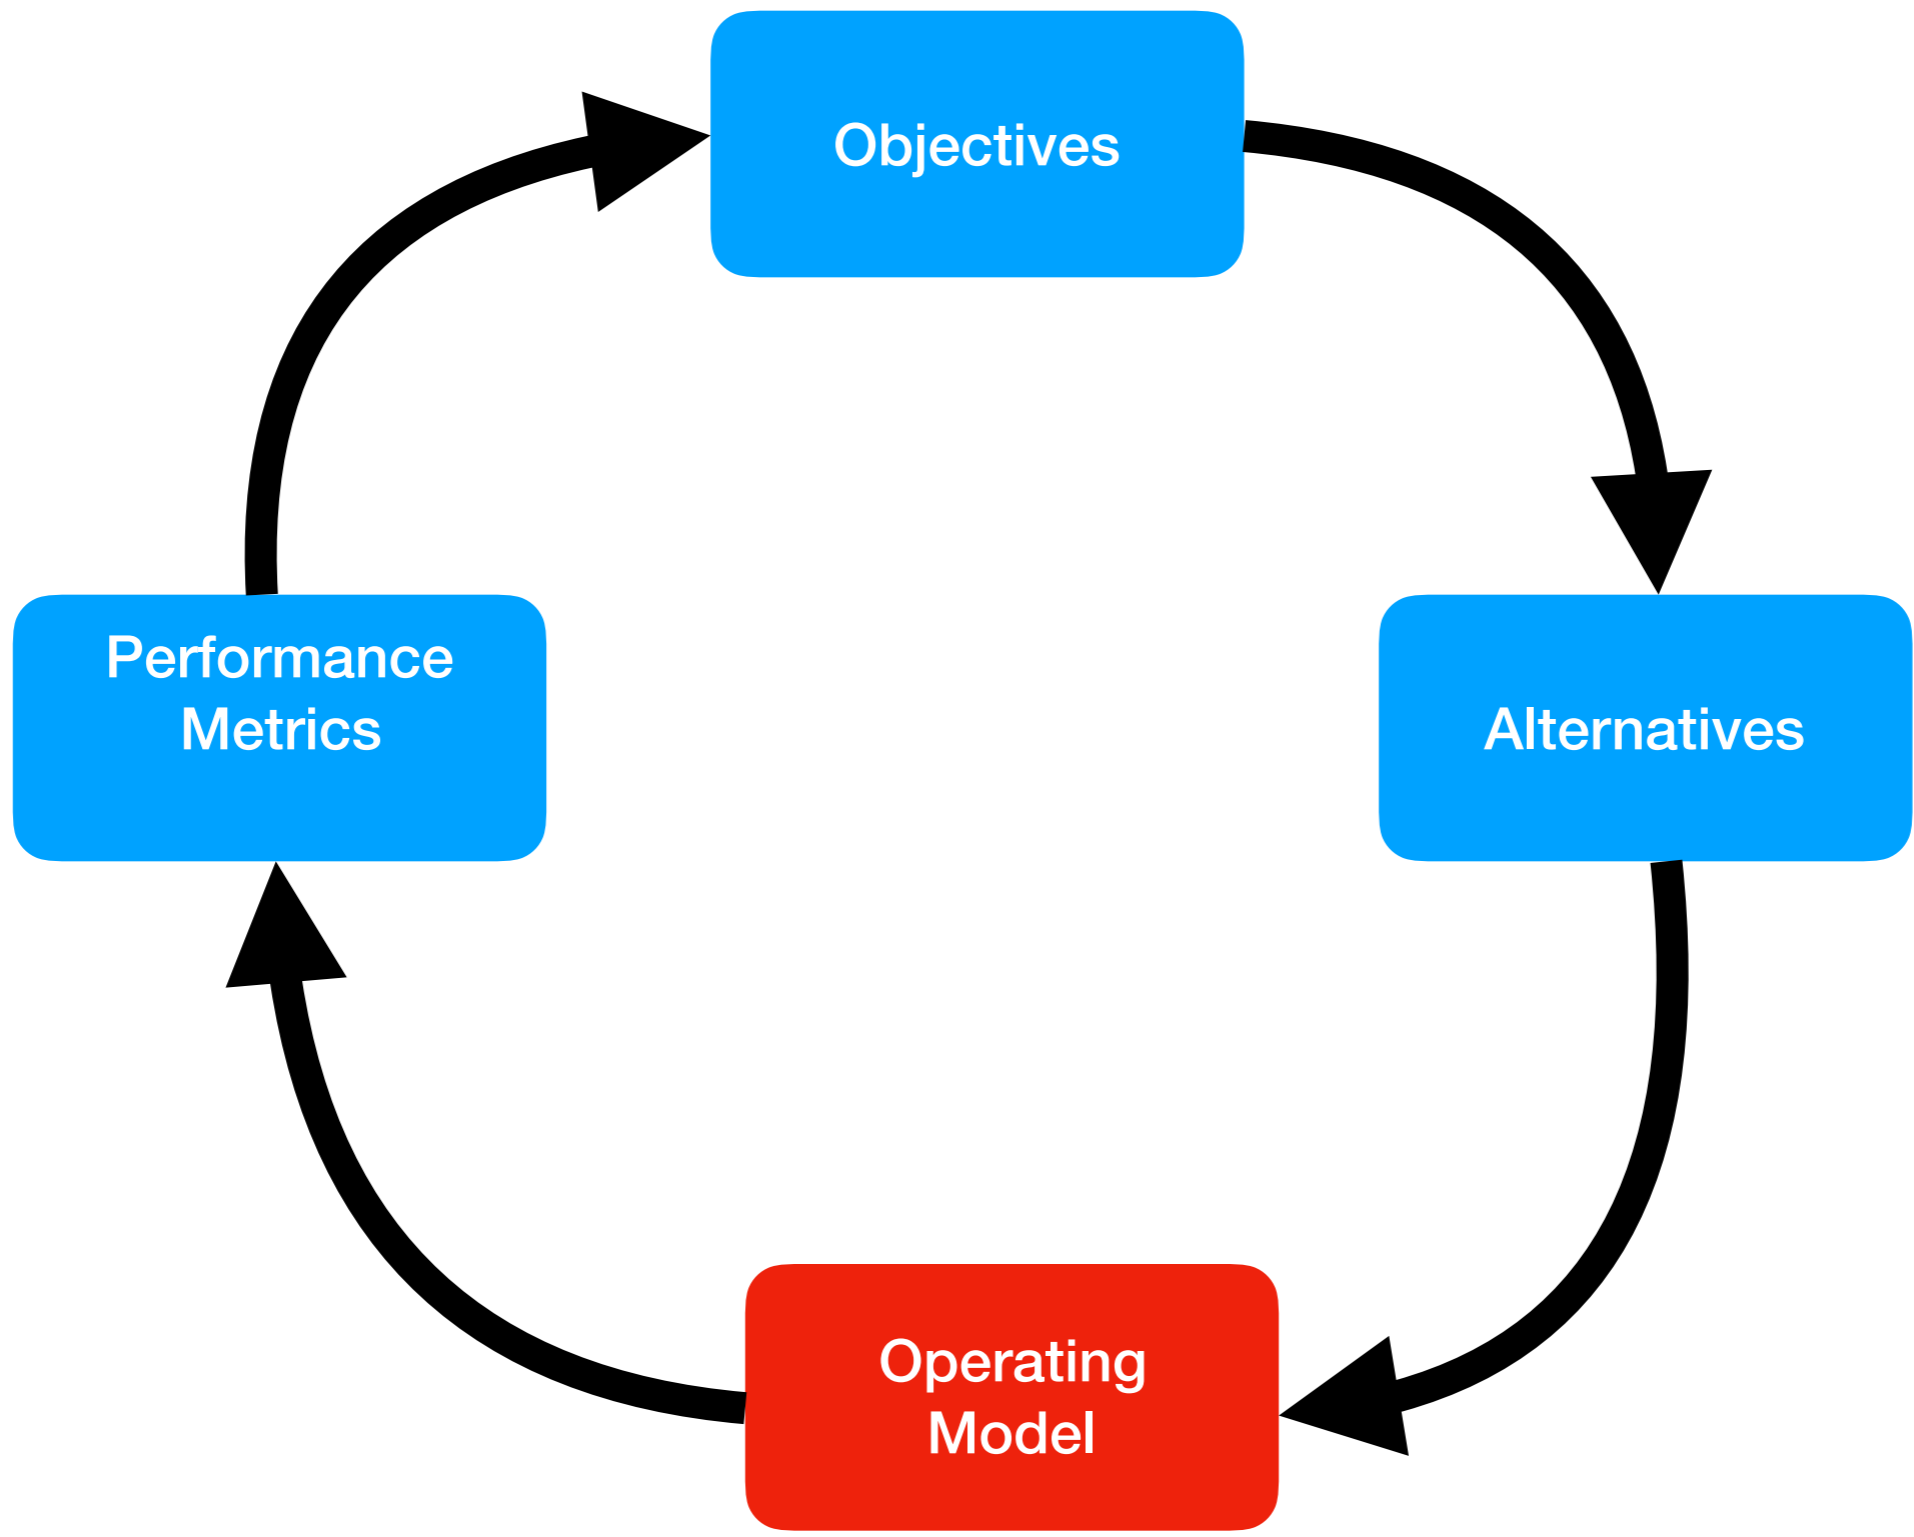 Objectives
Performance
Metrics
Alternatives
Operating
Model